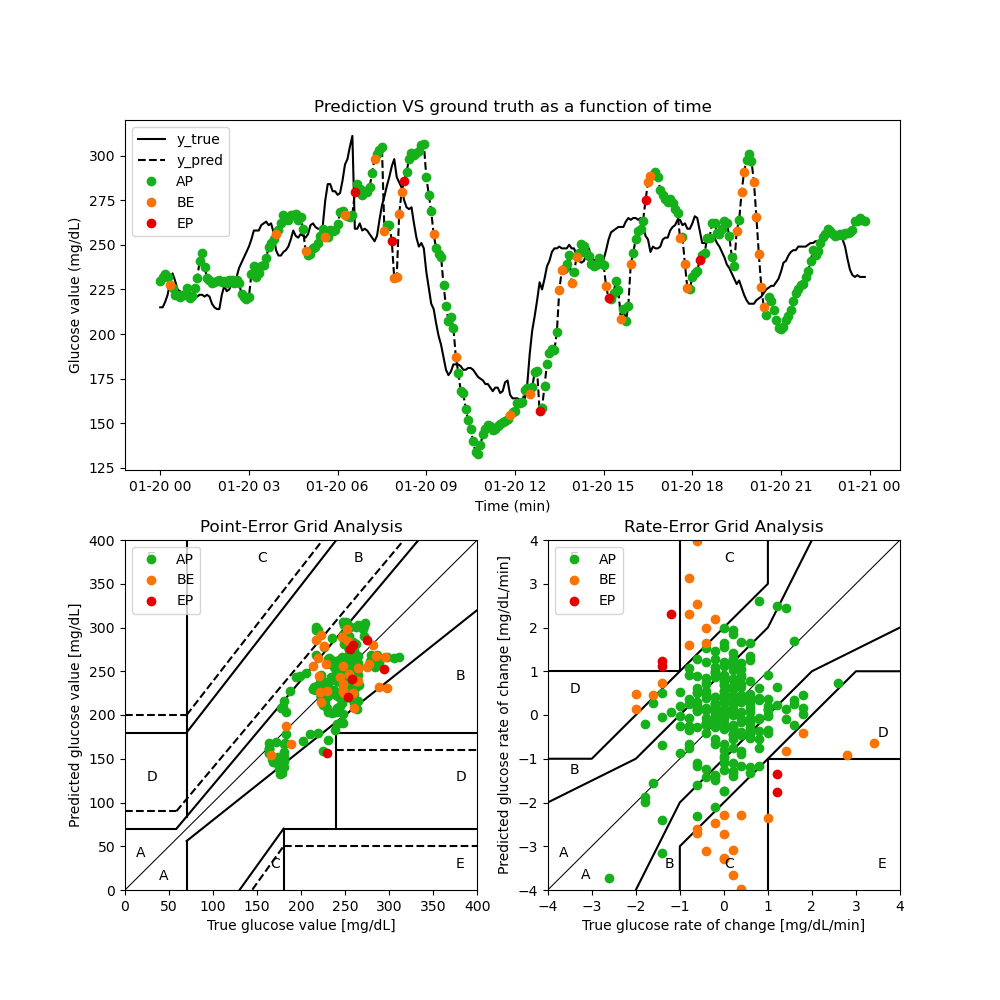 Prediction VS ground truth as a function of time
Glucose value (mg/dL)
300
275
250
225
200
175
150
125
y_true
y_pred
AP
BE
EP
01-20 00 01-20 03 01-20 06 01-20 09 01-20 12 01-20 15 01-20 18 01-20 21 01-21 00
Time (min)
Point-Error Grid Analysis
Predicted glucose value [mg/dL]
400
350
300
250
200
150
100
50
0
AP
BE
EP
C
B
B
D
D
A
A
C
E
0 50 100 150 200 250 300 350 400
True glucose value [mg/dL]
Rate-Error Grid Analysis
Predicted glucose rate of change [mg/dL/min]
4
3
2
1
0
−1
−2
−3
−4
AP
BE
EP
C
D
D
B
A
A
B
C
E
−4 −3 −2 −1 0 1 2 3 4
True glucose rate of change [mg/dL/min]